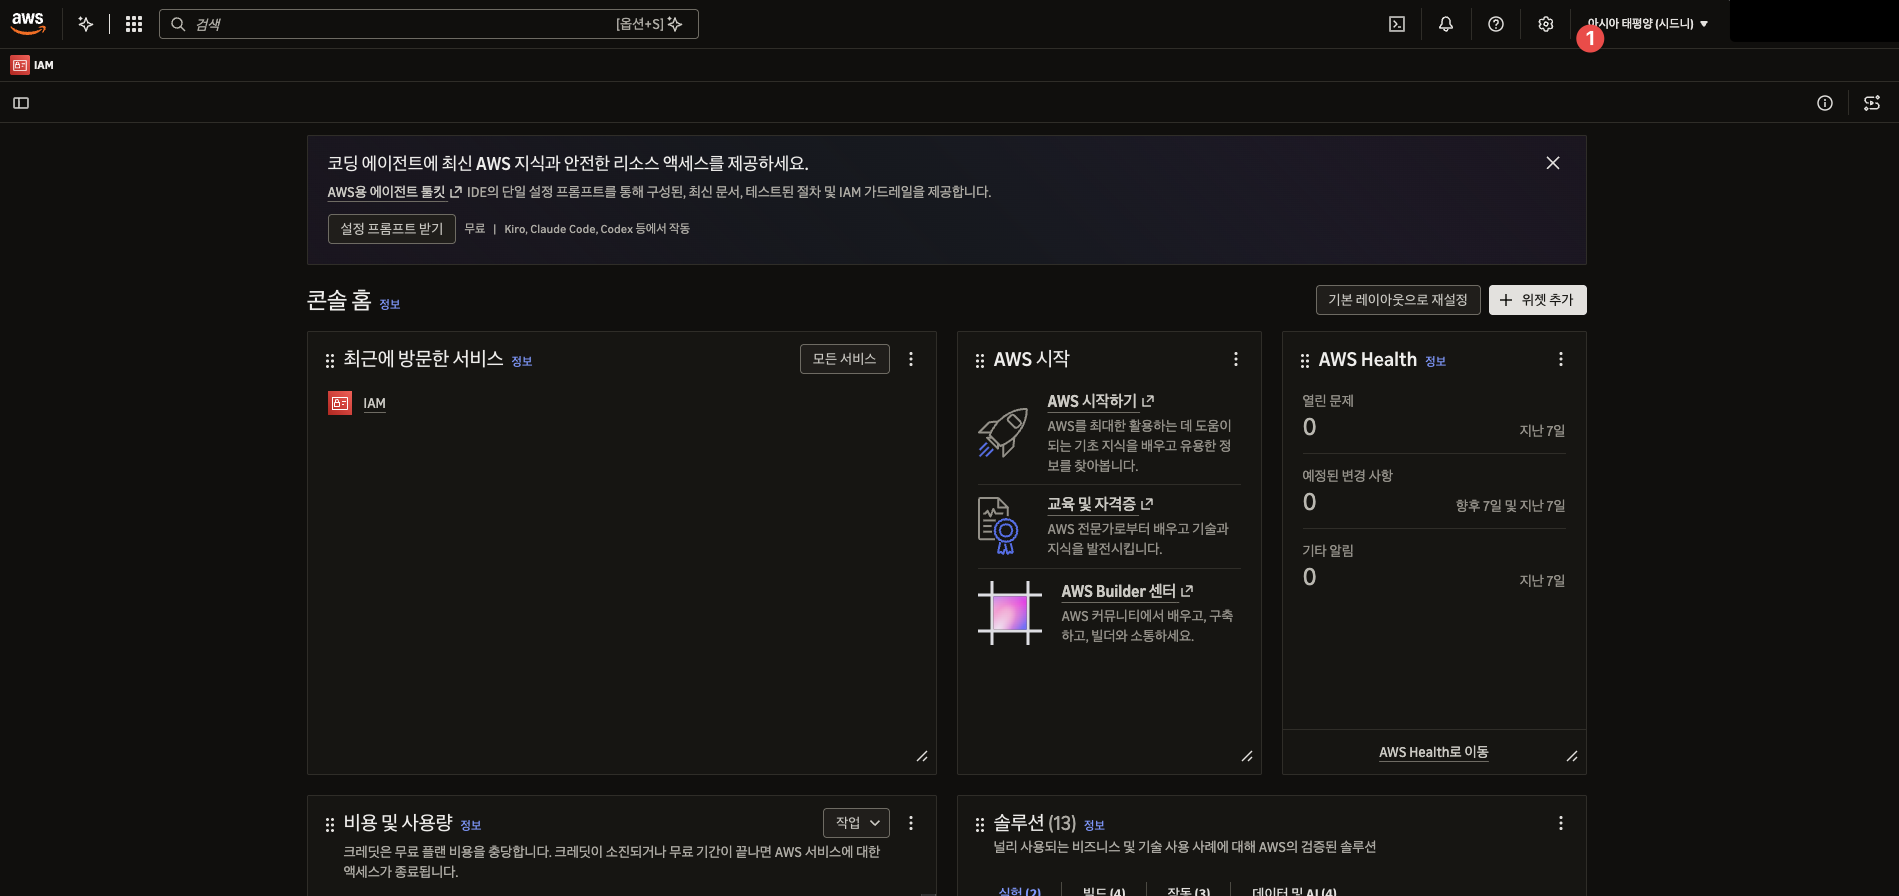 aws
검색
[옵션+S]
아시아 태평양 (시드니)
1
IAM
코딩 에이전트에 최신 AWS 지식과 안전한 리소스 액세스를 제공하세요.
AWS용 에이전트 툴킷 IDE의 단일 설정 프롬프트를 통해 구성된, 최신 문서, 테스트된 절차 및 IAM 가드레일을 제공합니다.
설정 프롬프트 받기 무료 | Kiro, Claude Code, Codex 등에서 작동
콘솔 홈 정보
기본 레이아웃으로 재설정
위젯 추가
최근에 방문한 서비스 정보
모든 서비스
IAM
AWS 시작
AWS 시작하기
AWS를 최대한 활용하는 데 도움이
되는 기초 지식을 배우고 유용한 정
보를 찾아봅니다.
교육 및 자격증
AWS 전문가로부터 배우고 기술과
지식을 발전시킵니다.
AWS Builder 센터
AWS 커뮤니티에서 배우고, 구축
하고, 빌더와 소통하세요.
AWS Health 정보
열린 문제
0
지난 7일
예정된 변경 사항
0
향후 7일 및 지난 7일
기타 알림
0
지난 7일
AWS Health로 이동
비용 및 사용량 정보
작업
크레딧은 무료 플랜 비용을 충당합니다. 크레딧이 소진되거나 무료 기간이 끝나면 AWS 서비스에 대한
액세스가 종료됩니다.
솔루션 (13) 정보
널리 사용되는 비즈니스 및 기술 사용 사례에 대해 AWS의 검증된 솔루션
실험 (2)
빌드 (4)
작동 (3)
데이터 및 AI (4)